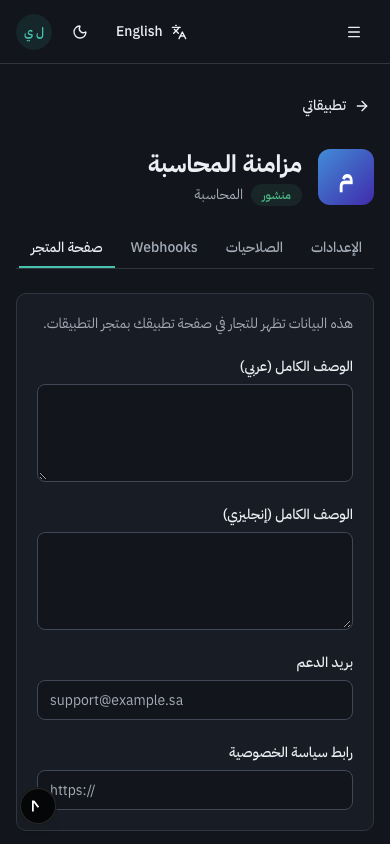 English
ل ي
تطبيقاتي
م
مزامنة المحاسبة
منشور
المحاسبة
الإعدادات
الصلاحيات
Webhooks
صفحة المتجر
هذه البيانات تظهر للتجار في صفحة تطبيقك بمتجر التطبيقات.
الوصف الكامل (عربي)
الوصف الكامل (إنجليزي)
بريد الدعم
support@example.sa
رابط سياسة الخصوصية
https://